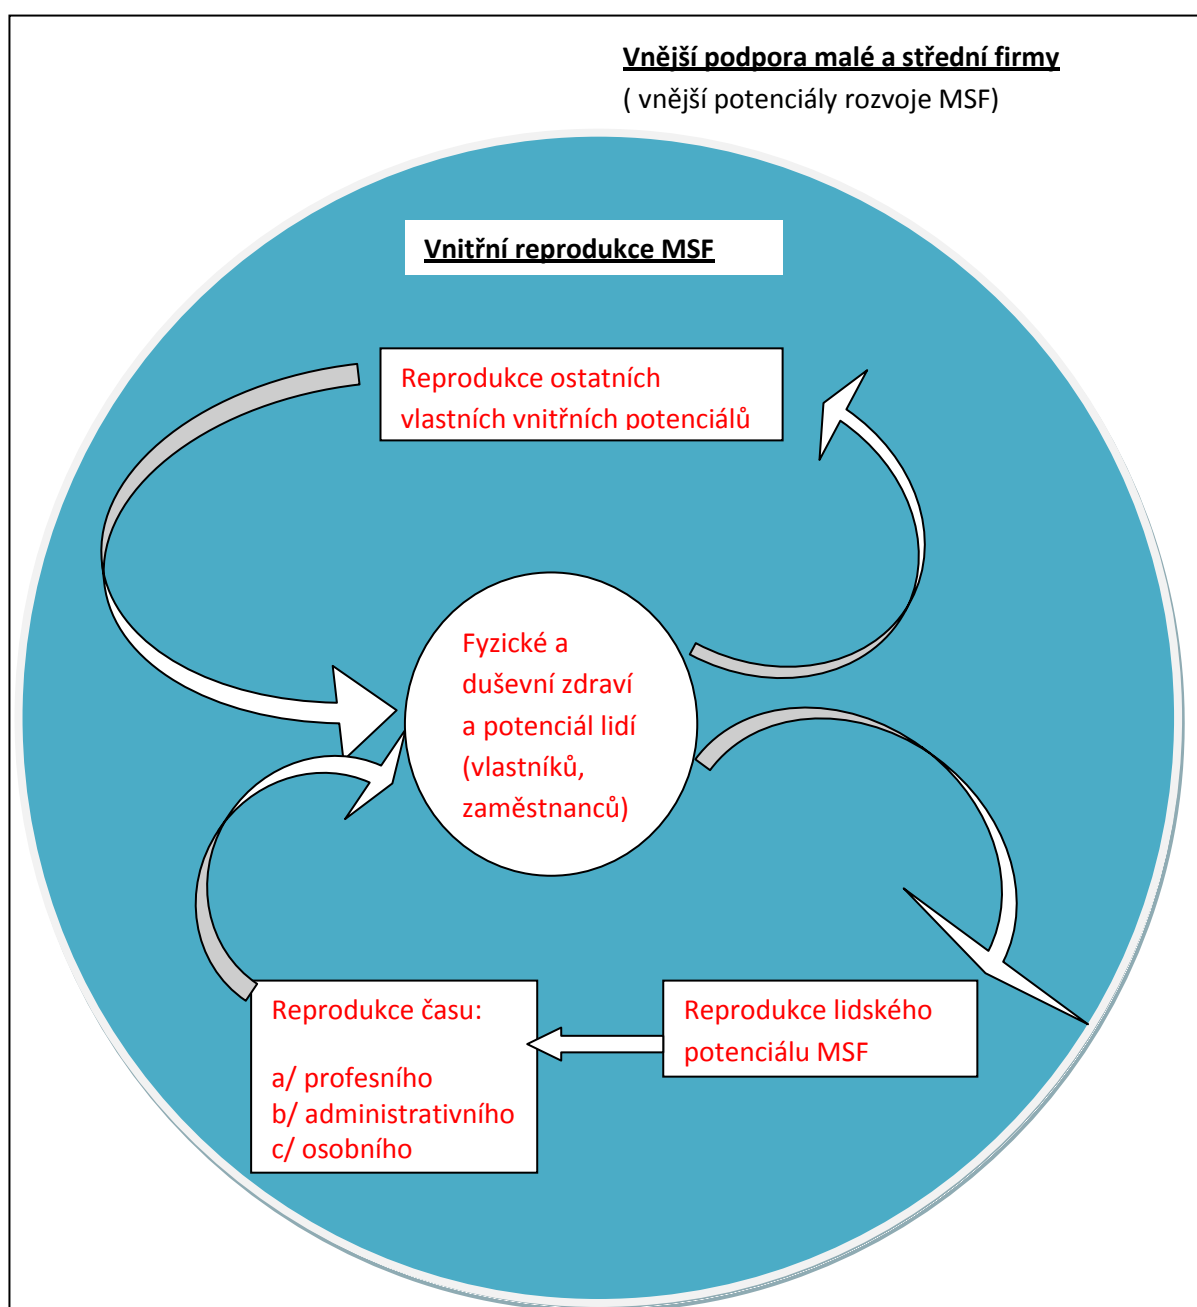 Vnější podpora malé a střední firmy
( vnější potenciály rozvoje MSF)
Vnitřní reprodukce MSF
Reprodukce ostatních
vlastních vnitřních potenciálů
Fyzické a
duševní zdraví
a potenciál lidí
(vlastníků,
zaměstnanců)
Reprodukce času:
a/ profesního
b/ administrativního
c/ osobního
Reprodukce lidského
potenciálu MSF